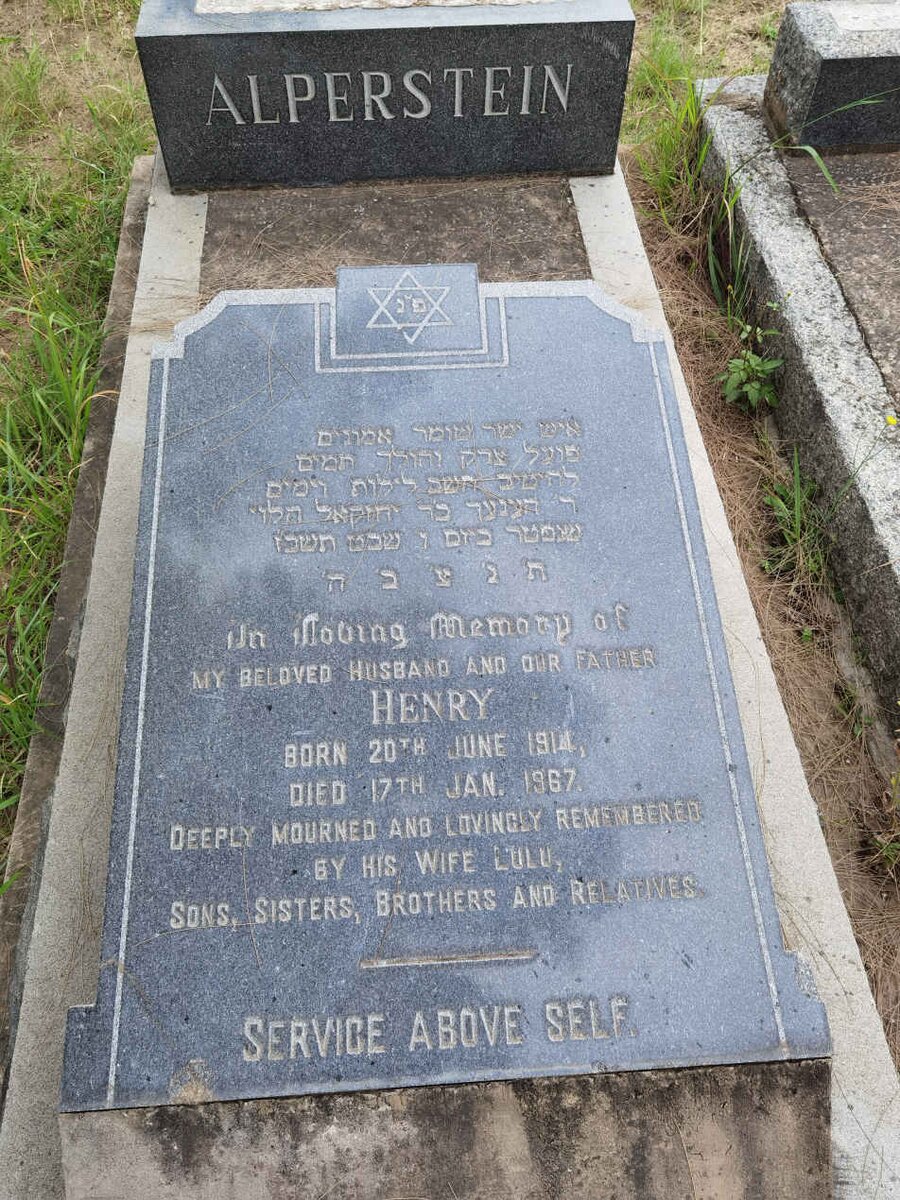 ALPERSTEIN
פ'נ
איש ישר שומר אמונים
פועל צדק והולך תמים
להיטיב חשב לילות וימים
ר' העניך בר יחזקאל הלוי
שנפטר ביום ו שבט תשכז
ת נ צ ב ה
In Loving Memory of
MY BELOVED HUSBAND AND OUR FATHER
HENRY
BORN 20TH JUNE 1914,
DIED 17TH JAN. 1967.
DEEPLY MOURNED AND LOVINGLY REMEMBERED
BY HIS WIFE LULU,
SONS, SISTERS, BROTHERS AND RELATIVES.
SERVICE ABOVE SELF.